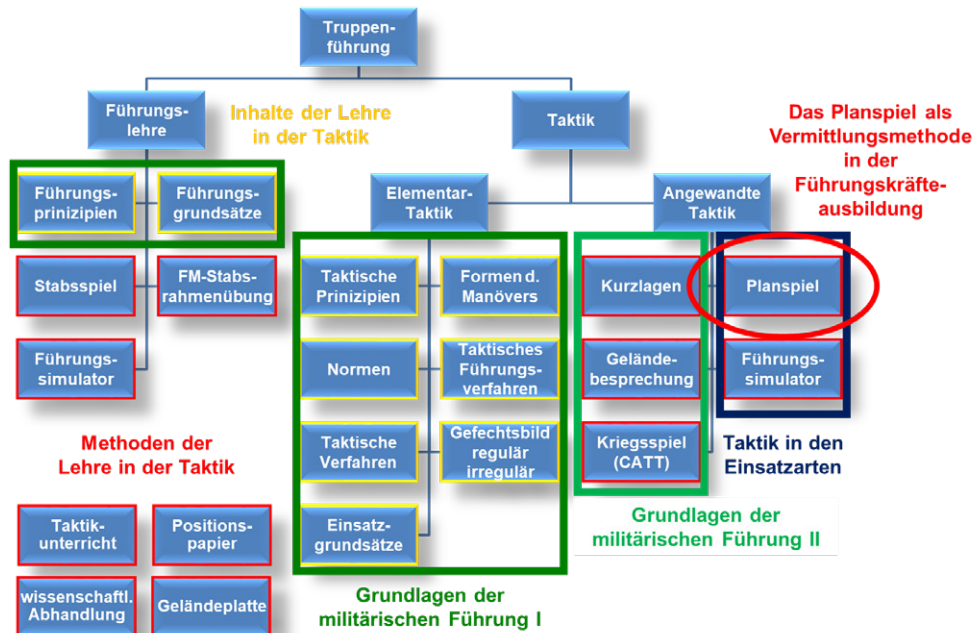 Truppen-
führung
Führungs-
lehre
Inhalte der Lehre
in der Taktik
Taktik
Das Planspiel als
Vermittlungsmethode
in der
Führungskräfte-
ausbildung
Führungs-
prinizipien
Führungs-
grundsätze
Elementar-
Taktik
Angewandte
Taktik
Stabsspiel
FM-Stabs-
rahmenübung
Taktische
Prinizipien
Formen d.
Manövers
Kurzlagen
Planspiel
Führungs-
simulator
Normen
Taktisches
Führungs-
verfahren
Gelände-
besprechung
Führungs-
simulator
Methoden der
Lehre in der Taktik
Taktische
Verfahren
Gefechtsbild
regulär
irregulär
Kriegsspiel
(CATT)
Taktik in den
Einsatzarten
Taktik-
unterricht
Positions-
papier
Einsatz-
grundsätze
Grundlagen der
militärischen Führung II
wissenschaftl.
Abhandlung
Geländeplatte
Grundlagen der
militärischen Führung I